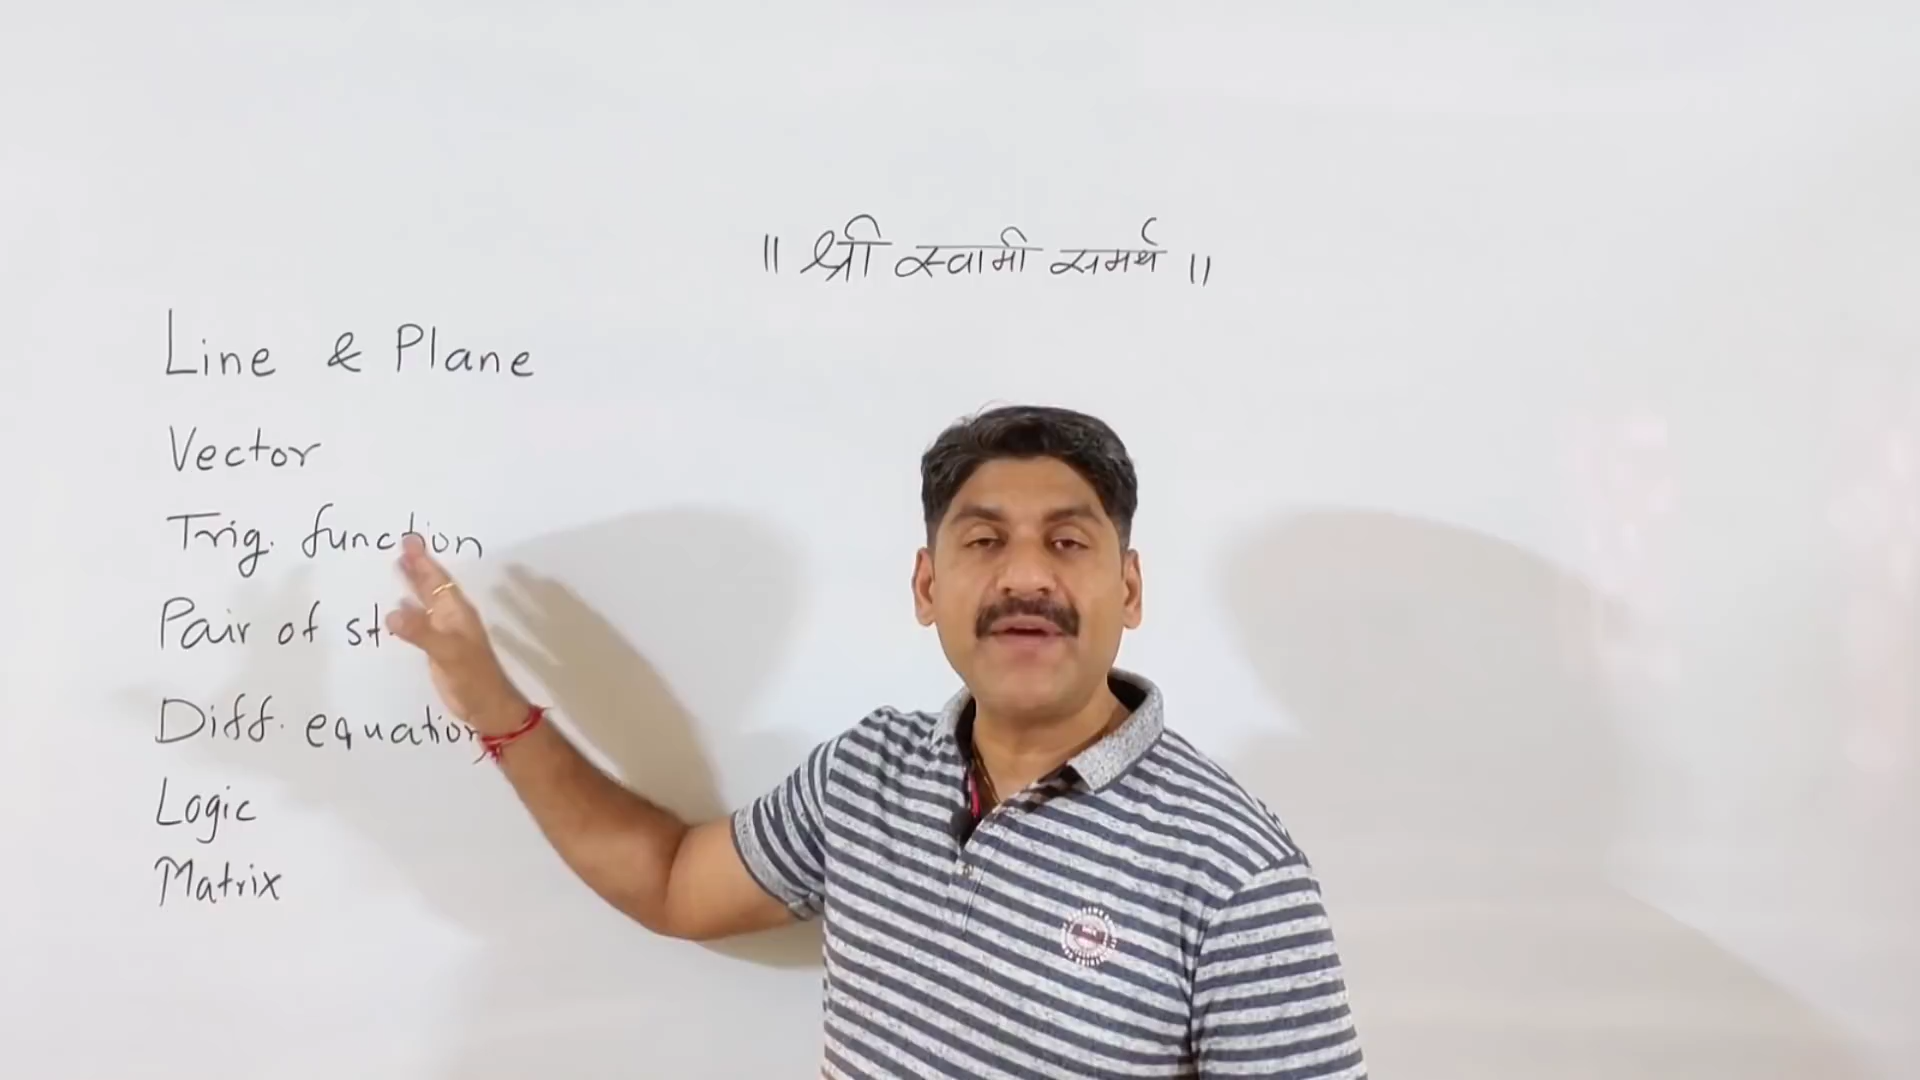 ॥ श्री स्वामी समर्थ ॥
Line & Plane
Vector
Trig. function
Pair of st
Diff. equation
Logic
Matrix